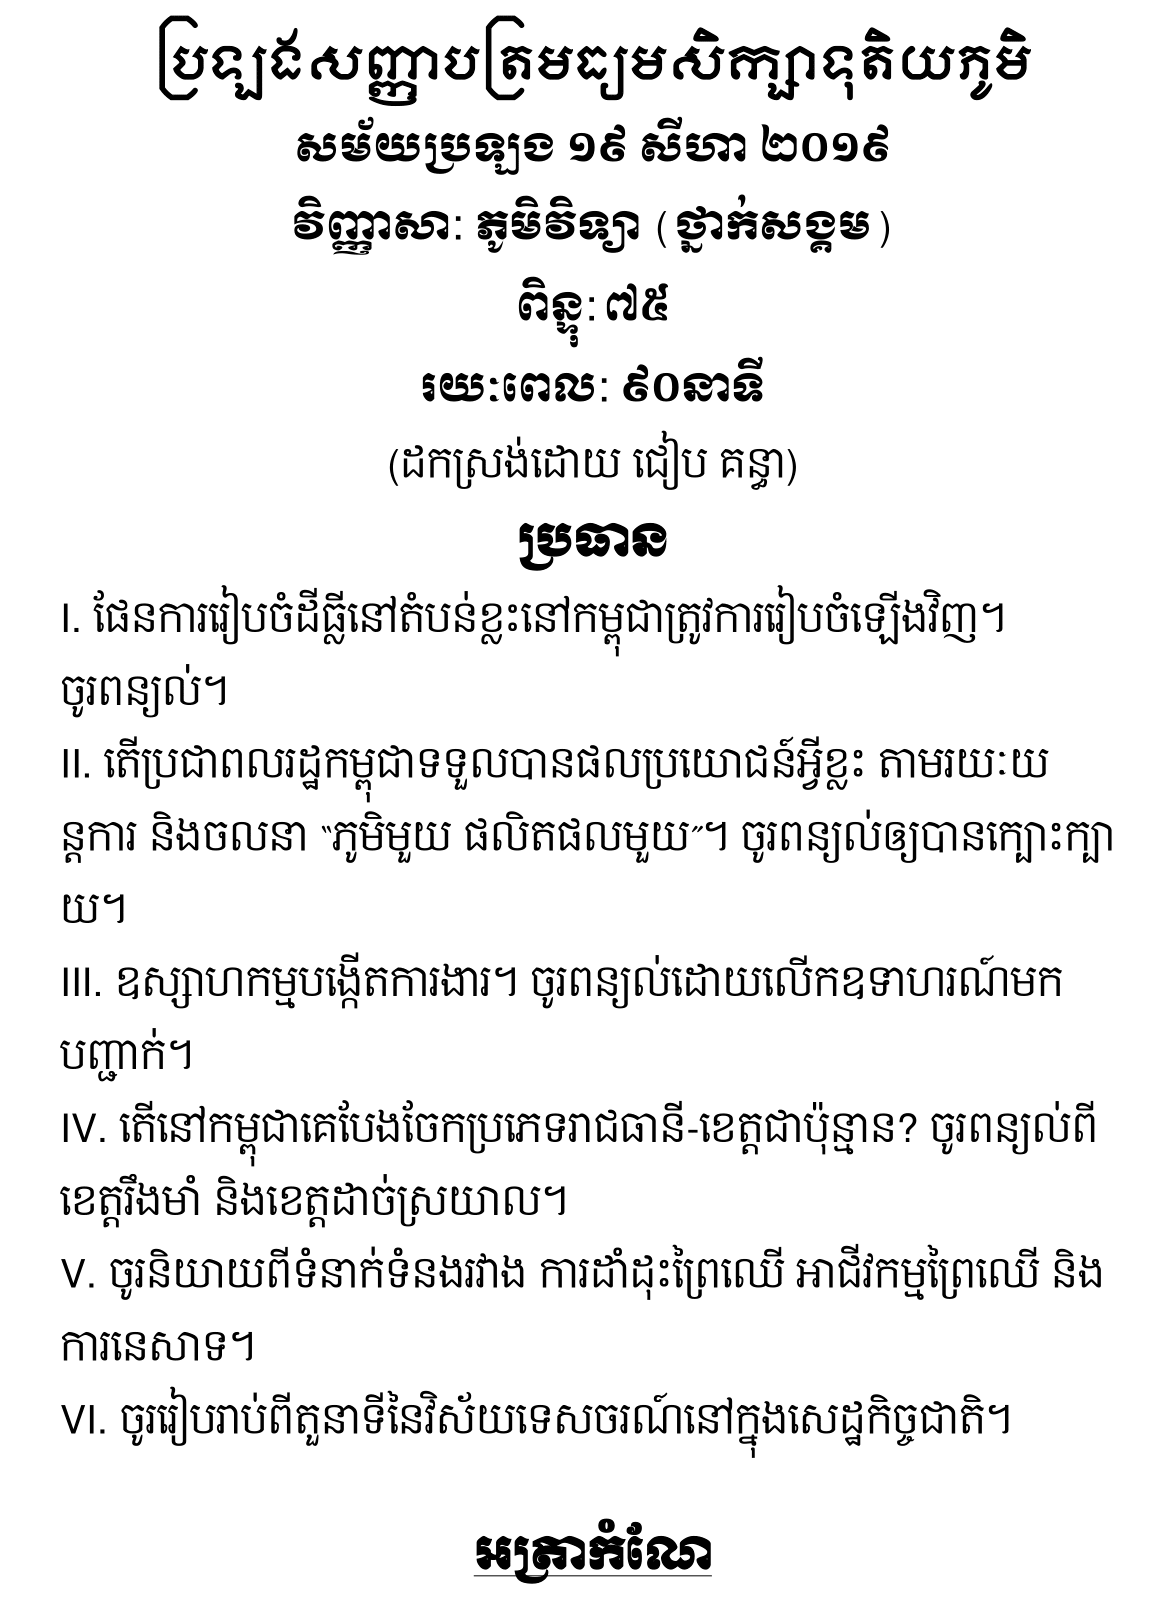 ប្រឡងសញ្ញាបត្រមធ្យមសិក្សាទុតិយភូមិ
សម័យប្រឡង ១៩ សីហា ២០១៩
វិញ្ញាសា: ភូមិវិទ្យា (ថ្នាក់សង្គម)
ពិន្ទុ: ៧៥
រយៈពេល: ៩០នាទី
(ដកស្រង់ដោយ ជៀប គន្ធា)
ប្រធាន
I. ផែនការរៀបចំដីធ្លីនៅតំបន់ខ្លះនៅកម្ពុជាត្រូវការរៀបចំឡើងវិញ។
ចូរពន្យល់។
II. តើប្រជាពលរដ្ឋកម្ពុជាទទួលបានផលប្រយោជន៍អ្វីខ្លះ តាមរយៈយ
ន្តការ និងចលនា “ភូមិមួយ ផលិតផលមួយ”។ ចូរពន្យល់ឲ្យបានក្បោះក្បា
យ។
III. ឧស្សាហកម្មបង្កើតការងារ។ ចូរពន្យល់ដោយលើកឧទាហរណ៍មក
បញ្ជាក់។
IV. តើនៅកម្ពុជាគេបែងចែកប្រភេទរាជធានី-ខេត្តជាប៉ុន្មាន? ចូរពន្យល់ពី
ខេត្តរឹងមាំ និងខេត្តដាច់ស្រយាល។
V. ចូរនិយាយពីទំនាក់ទំនងរវាង ការដាំដុះព្រៃឈើ អាជីវកម្មព្រៃឈើ និង
ការនេសាទ។
VI. ចូររៀបរាប់ពីតួនាទីនៃវិស័យទេសចរណ៍នៅក្នុងសេដ្ឋកិច្ចជាតិ។
អត្រាកំណែ